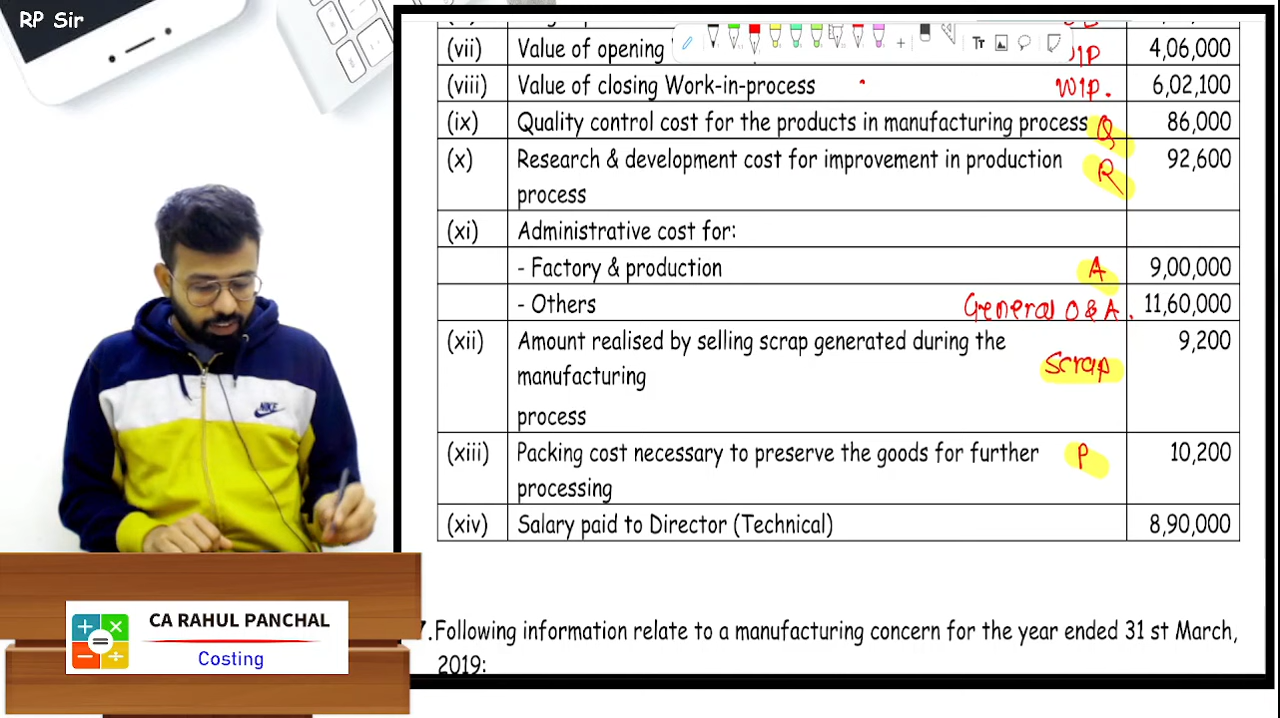 RP Sir
(vii) Value of opening WIP 4,06,000
(viii) Value of closing Work-in-process WIP. 6,02,100
(ix) Quality control cost for the products in manufacturing process Q 86,000
(x) Research & development cost for improvement in production R 92,600
process
(xi) Administrative cost for:
- Factory & production A 9,00,000
- Others General O & A. 11,60,000
(xii) Amount realised by selling scrap generated during the 9,200
manufacturing Scrap
process
(xiii) Packing cost necessary to preserve the goods for further P 10,200
processing
(xiv) Salary paid to Director (Technical) 8,90,000
7.Following information relate to a manufacturing concern for the year ended 31 st March,
2019:
NIKE
CA RAHUL PANCHAL
Costing
Tr